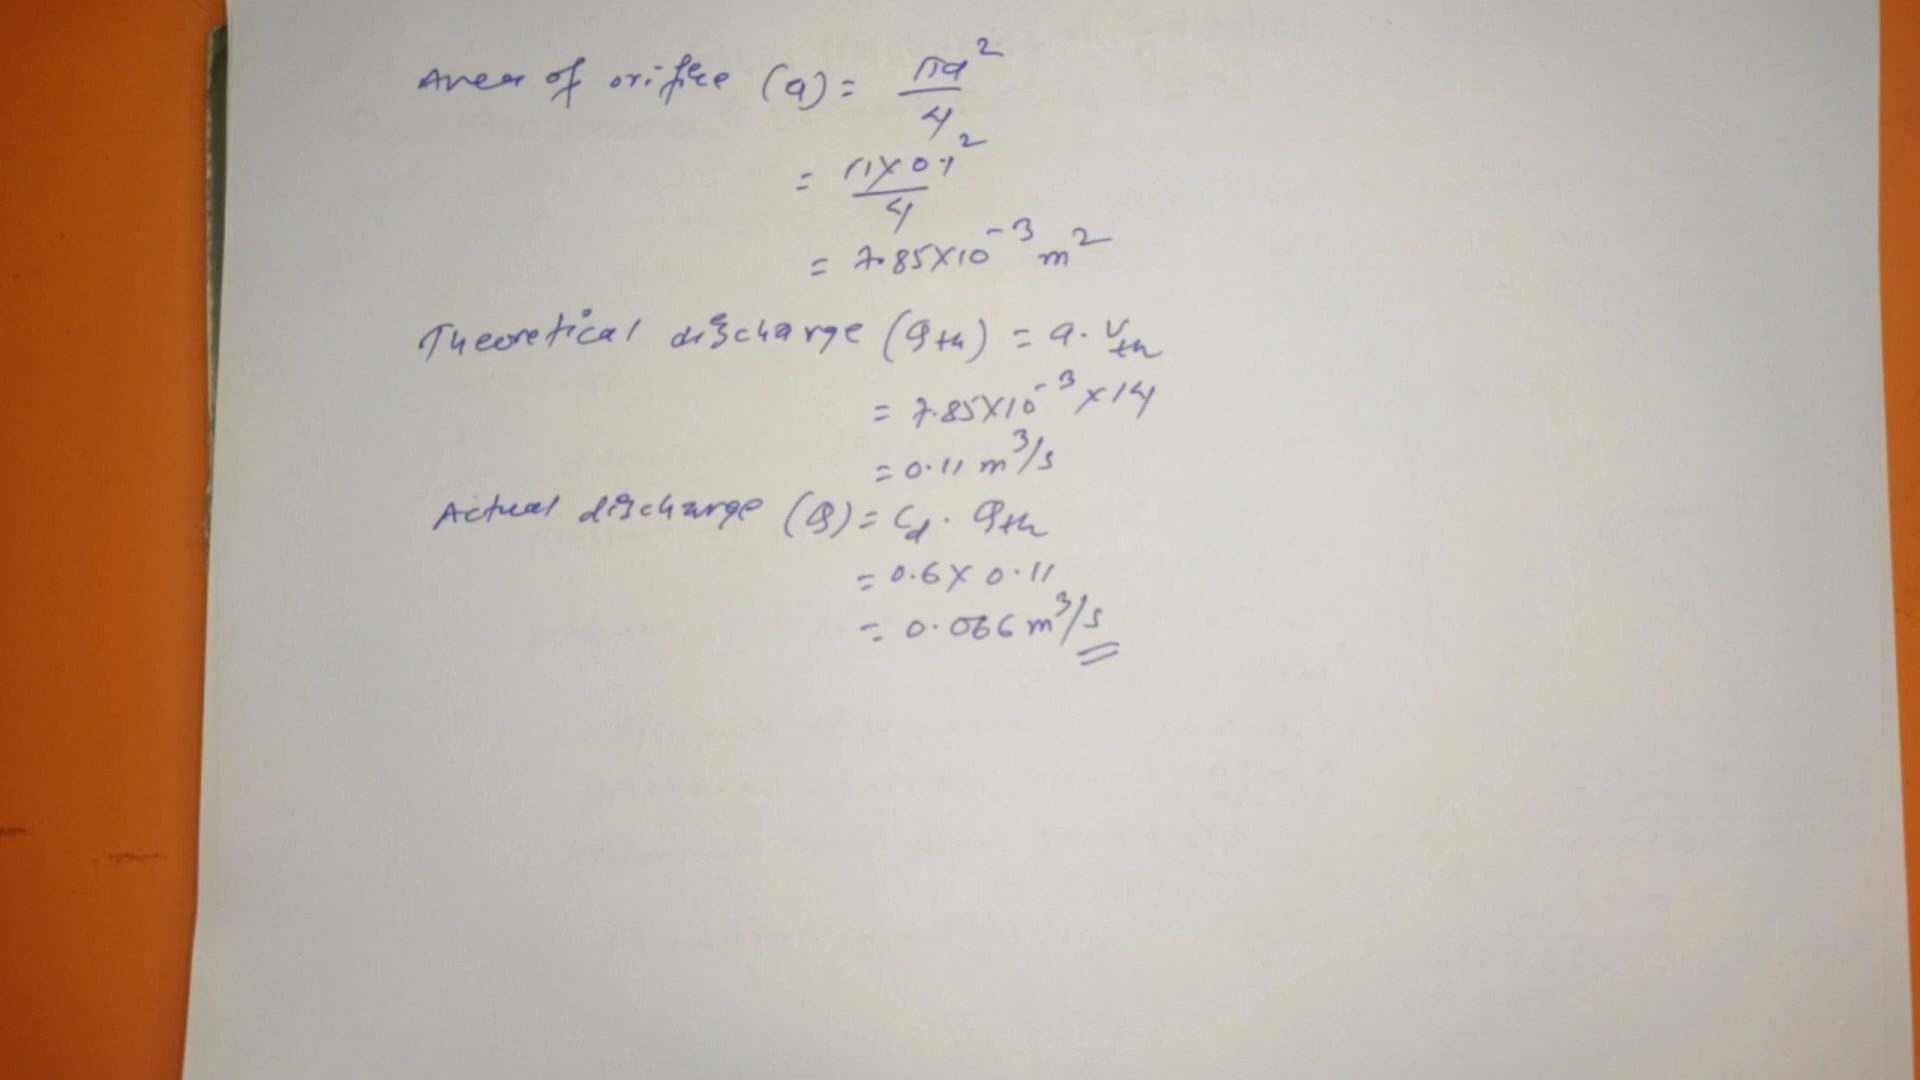 Area of orifice (a) = πd²/4
= π×0.1²/4
= 7.85×10⁻³ m²
Theoretical discharge (Qth) = a.Vth
= 7.85×10⁻³×14
= 0.11 m³/s
Actual discharge (Q) = Cd.Qth
= 0.6×0.11
= 0.066 m³/s